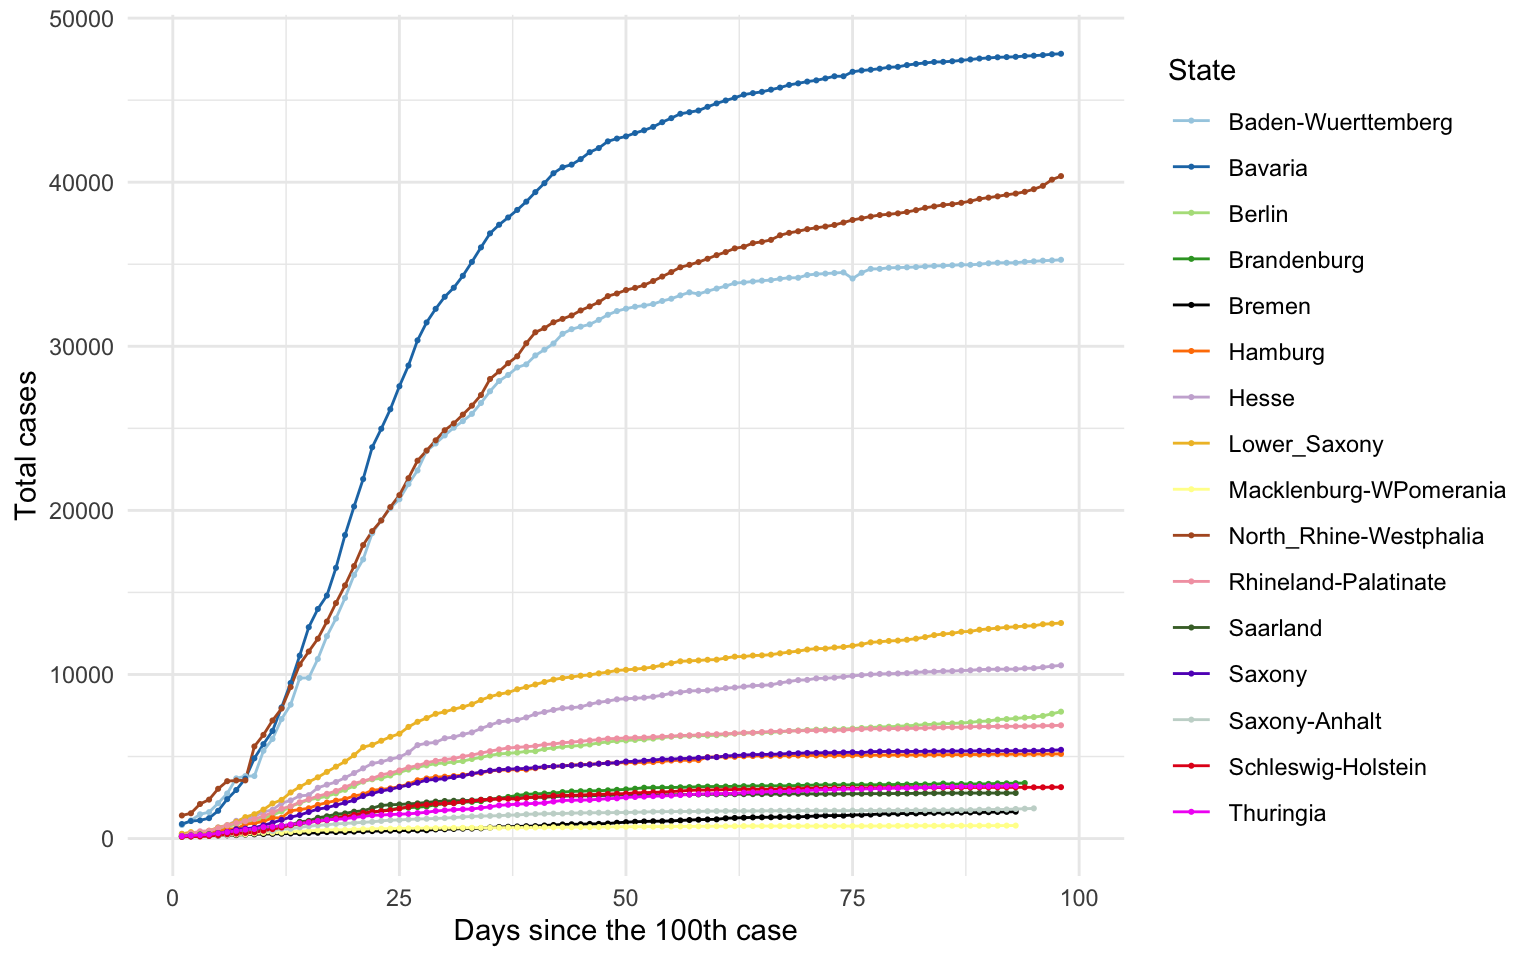 50000
40000
30000
20000
10000
0
Total cases
0 25 50 75 100
Days since the 100th case
State
Baden-Wuerttemberg
Bavaria
Berlin
Brandenburg
Bremen
Hamburg
Hesse
Lower_Saxony
Macklenburg-WPomerania
North_Rhine-Westphalia
Rhineland-Palatinate
Saarland
Saxony
Saxony-Anhalt
Schleswig-Holstein
Thuringia